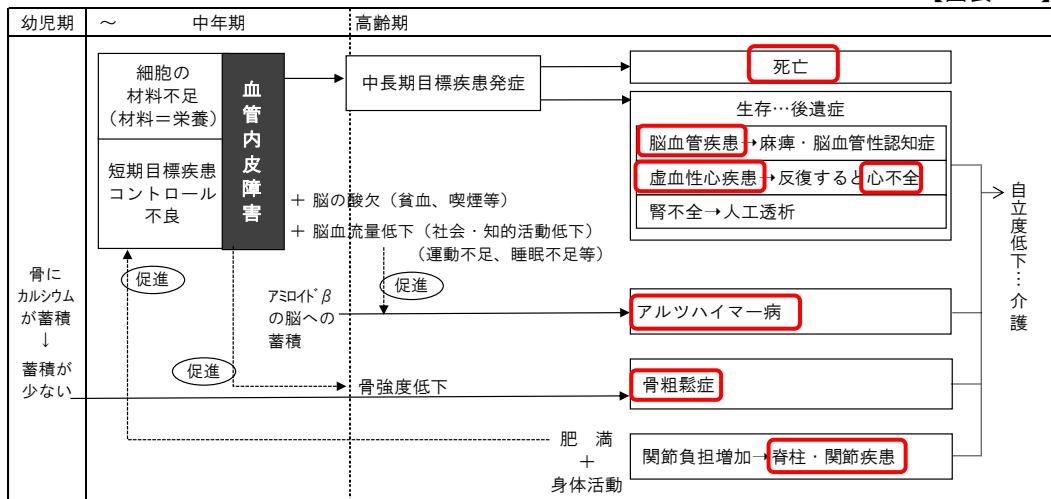 幼児期
～　中年期
高齢期
細胞の
材料不足
（材料＝栄養）
短期目標疾患
コントロール
不良
血管内皮障害
中長期目標疾患発症
死亡
生存…後遺症
脳血管疾患→麻痺・脳血管性認知症
虚血性心疾患→反復すると心不全
腎不全→人工透析
＋ 脳の酸欠（貧血、喫煙等）
＋ 脳血流量低下（社会・知的活動低下）
（運動不足、睡眠不足等）
自立度低下…介護
骨に
カルシウム
が蓄積
↓
蓄積が
少ない
促進
促進
アミロイドβ
の脳への
蓄積
アルツハイマー病
促進
骨強度低下
骨粗鬆症
肥　満
＋
身体活動
関節負担増加→脊柱・関節疾患